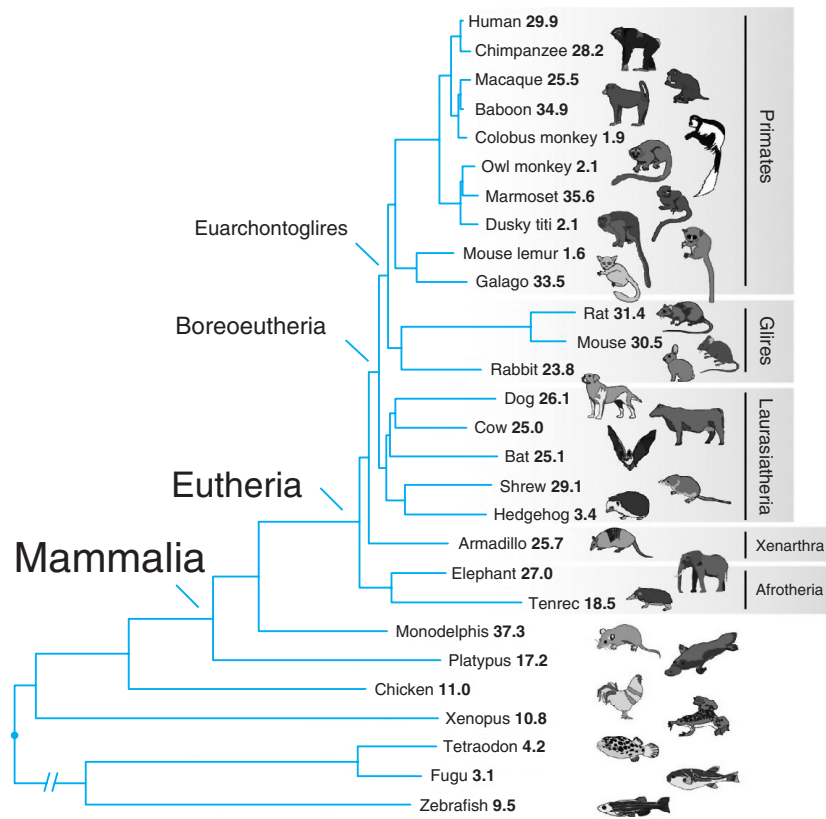 Human 29.9
Chimpanzee 28.2
Macaque 25.5
Baboon 34.9
Colobus monkey 1.9
Owl monkey 2.1
Marmoset 35.6
Dusky titi 2.1
Mouse lemur 1.6
Galago 33.5
Primates
Euarchontoglires
Rat 31.4
Mouse 30.5
Rabbit 23.8
Glires
Boreoeutheria
Dog 26.1
Cow 25.0
Bat 25.1
Shrew 29.1
Hedgehog 3.4
Laurasiatheria
Eutheria
Armadillo 25.7
Xenarthra
Mammalia
Elephant 27.0
Tenrec 18.5
Afrotheria
Monodelphis 37.3
Platypus 17.2
Chicken 11.0
Xenopus 10.8
Tetraodon 4.2
Fugu 3.1
Zebrafish 9.5